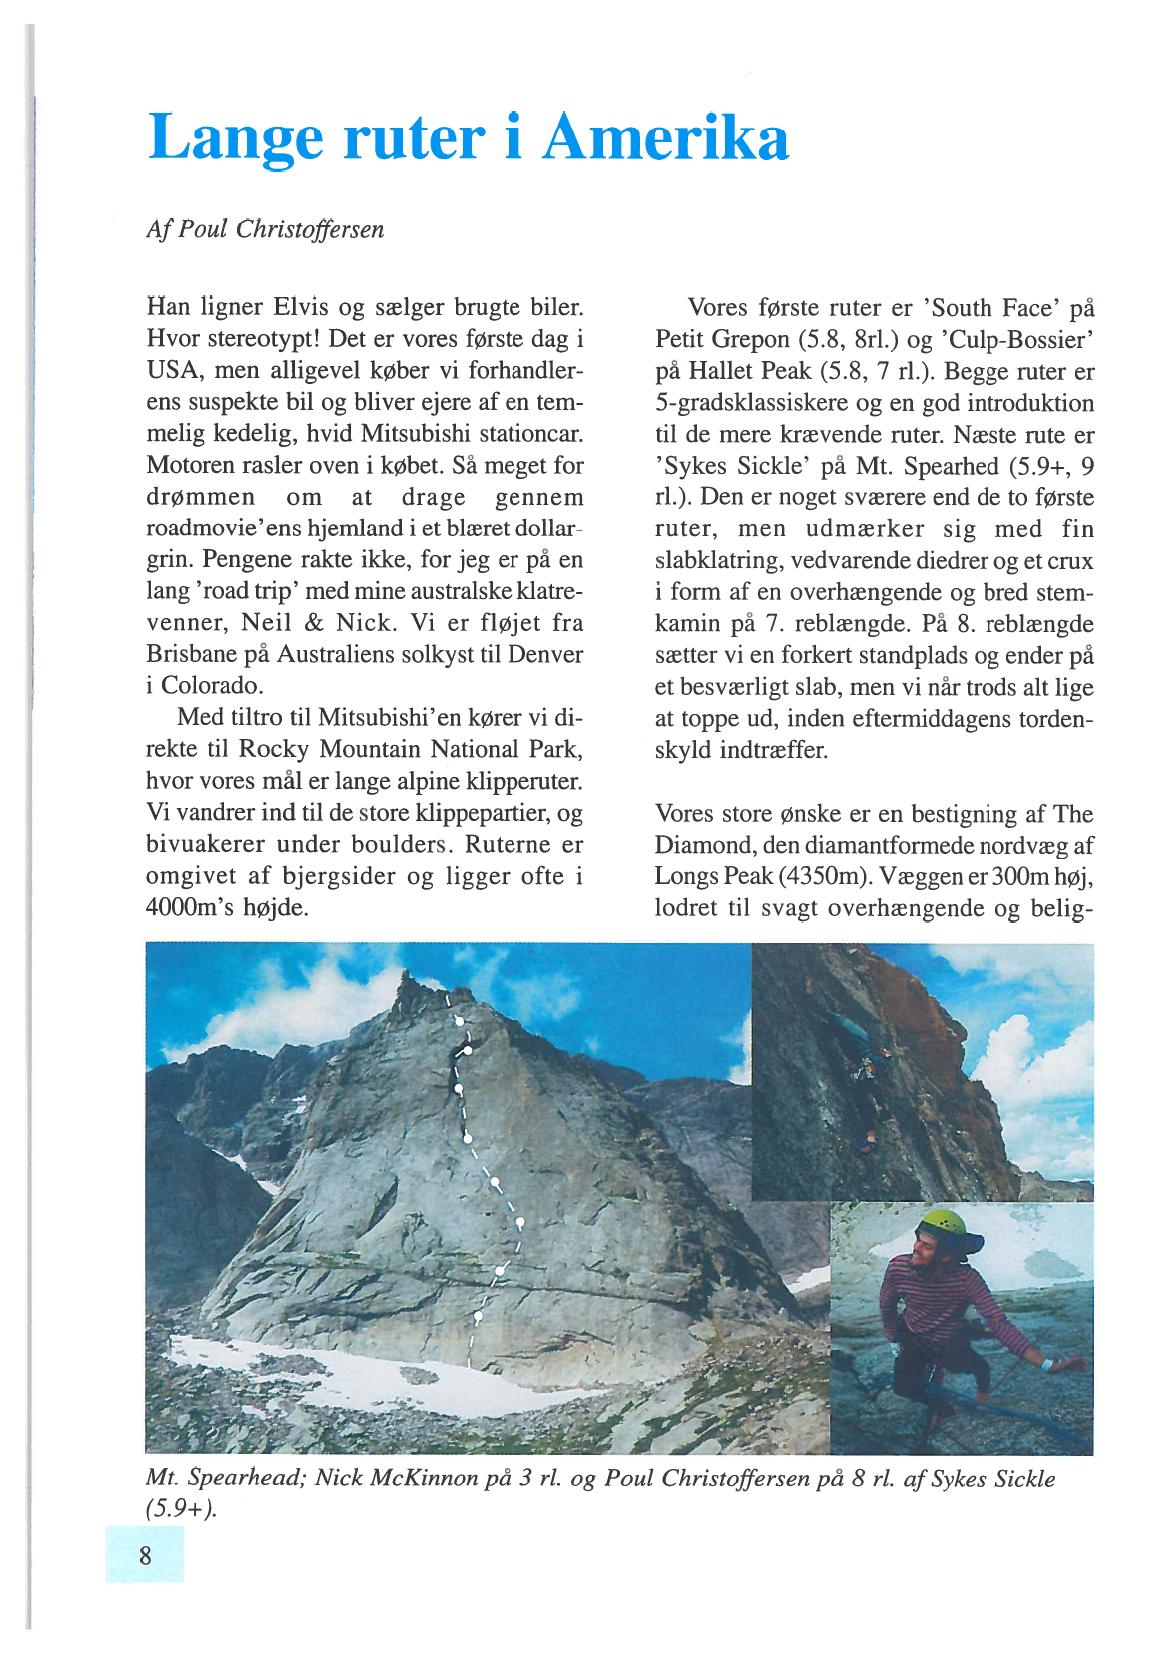 Lange ruter i Amerika
Af Poul Christoffersen
Han ligner Elvis og sælger brugte biler.
Hvor stereotypt! Det er vores første dag i
USA, men alligevel køber vi forhandler-
ens suspekte bil og bliver ejere af en tem-
melig kedelig, hvid Mitsubishi stationcar.
Motoren rasler oven i købet. Så meget for
drømmen om at drage gennem
roadmovie'ens hjemland i et blæret dollar-
grin. Pengene rakte ikke, for jeg er på en
lang 'road trip' med mine australske klatre-
venner, Neil & Nick. Vi er fløjet fra
Brisbane på Australiens solkyst til Denver
i Colorado.
Med tiltro til Mitsubishi'en kører vi di-
rekte til Rocky Mountain National Park,
hvor vores mål er lange alpine klipperuter.
Vi vandrer ind til de store klippepartier, og
bivuakerer under boulders. Ruterne er
omgivet af bjergsider og ligger ofte i
4000m's højde.
Vores første ruter er 'South Face' på
Petit Grepon (5.8, 8rl.) og 'Culp-Bossier'
på Hallet Peak (5.8, 7 rl.). Begge ruter er
5-gradsklassiskere og en god introduktion
til de mere krævende ruter. Næste rute er
'Sykes Sickle' på Mt. Spearhed (5.9+, 9
rl.). Den er noget sværere end de to første
ruter, men udmærker sig med fin
slabklatring, vedvarende diedrer og et crux
i form af en overhængende og bred stem-
kamin på 7. reblængde. På 8. reblængde
sætter vi en forkert standplads og ender på
et besværligt slab, men vi når trods alt lige
at toppe ud, inden eftermiddagens torden-
skyld indtræffer.
Vores store ønske er en bestigning af The
Diamond, den diamantformede nordvæg af
Longs Peak (4350m). Væggen er 300m høj,
lodret til svagt overhængende og belig-
Mt. Spearhead; Nick McKinnon på 3 rl. og Poul Christoffersen på 8 rl. af Sykes Sickle
(5.9+).
8